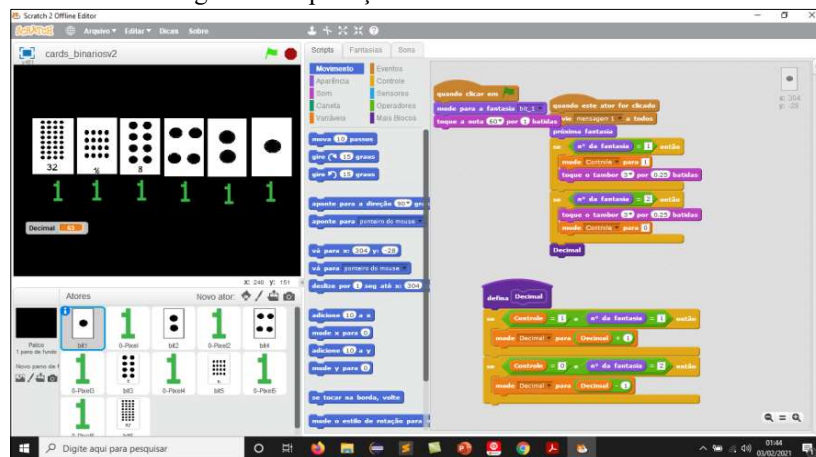 Scratch 2 Offline Editor
SCRATCH Arquivo Editar Dicas Sobre
cards_binariosv2
32 8
1 1 1 1 1 1
Decimal 63
x: 240 y: 151
Atores Novo ator:
Palco
1 pano de fundo
Novo pano de f
bit1 0-Pixel bit2 0-Pixel2 bit4
0-Pixel3 bit3 0-Pixel4 bit5 0-Pixel5
Scripts Fantasias Sons
Movimento Eventos
Aparência Controle
Som Sensores
Caneta Operadores
Variáveis Mais Blocos
mova 10 passos
gire 15 graus
gire 15 graus
aponte para a direção 90 gra
aponte para ponteiro do mouse
vá para x: 304 y: -28
vá para ponteiro do mouse
deslize por 1 seg até x: 304
adicione 10 a x
mude x para 0
adicione 10 a y
mude y para 0
se tocar na borda, volte
mude o estilo de rotação para
x: 304
y: -28
quando clicar em
mude para a fantasia bit_1
toque a nota 60 por 1 batidas
quando este ator for clicado
mensagem 1 a todos
próxima fantasia
se nº da fantasia = 1 então
mude Controle para 1
toque o tambor por 0.25 batidas
se nº da fantasia = 2 então
toque o tambor por 0.25 batidas
mude Controle para 0
Decimal
defina Decimal
se Controle = 1 e nº da fantasia = 1 então
mude Decimal para Decimal + 1
se Controle = 0 e nº da fantasia = 2 então
mude Decimal para Decimal - 1
Digite aqui para pesquisar
01:44
03/02/2021